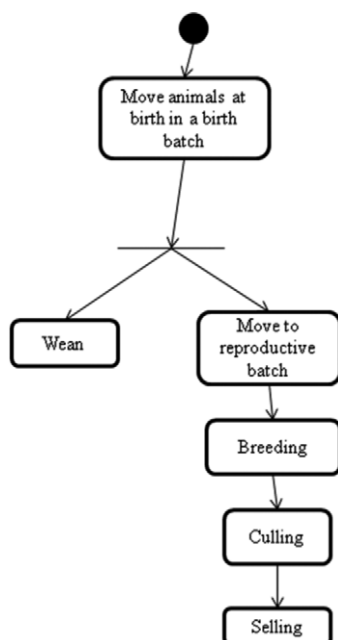 Move animals at
birth in a birth
batch
Wean
Move to
reproductive
batch
Breeding
Culling
Selling